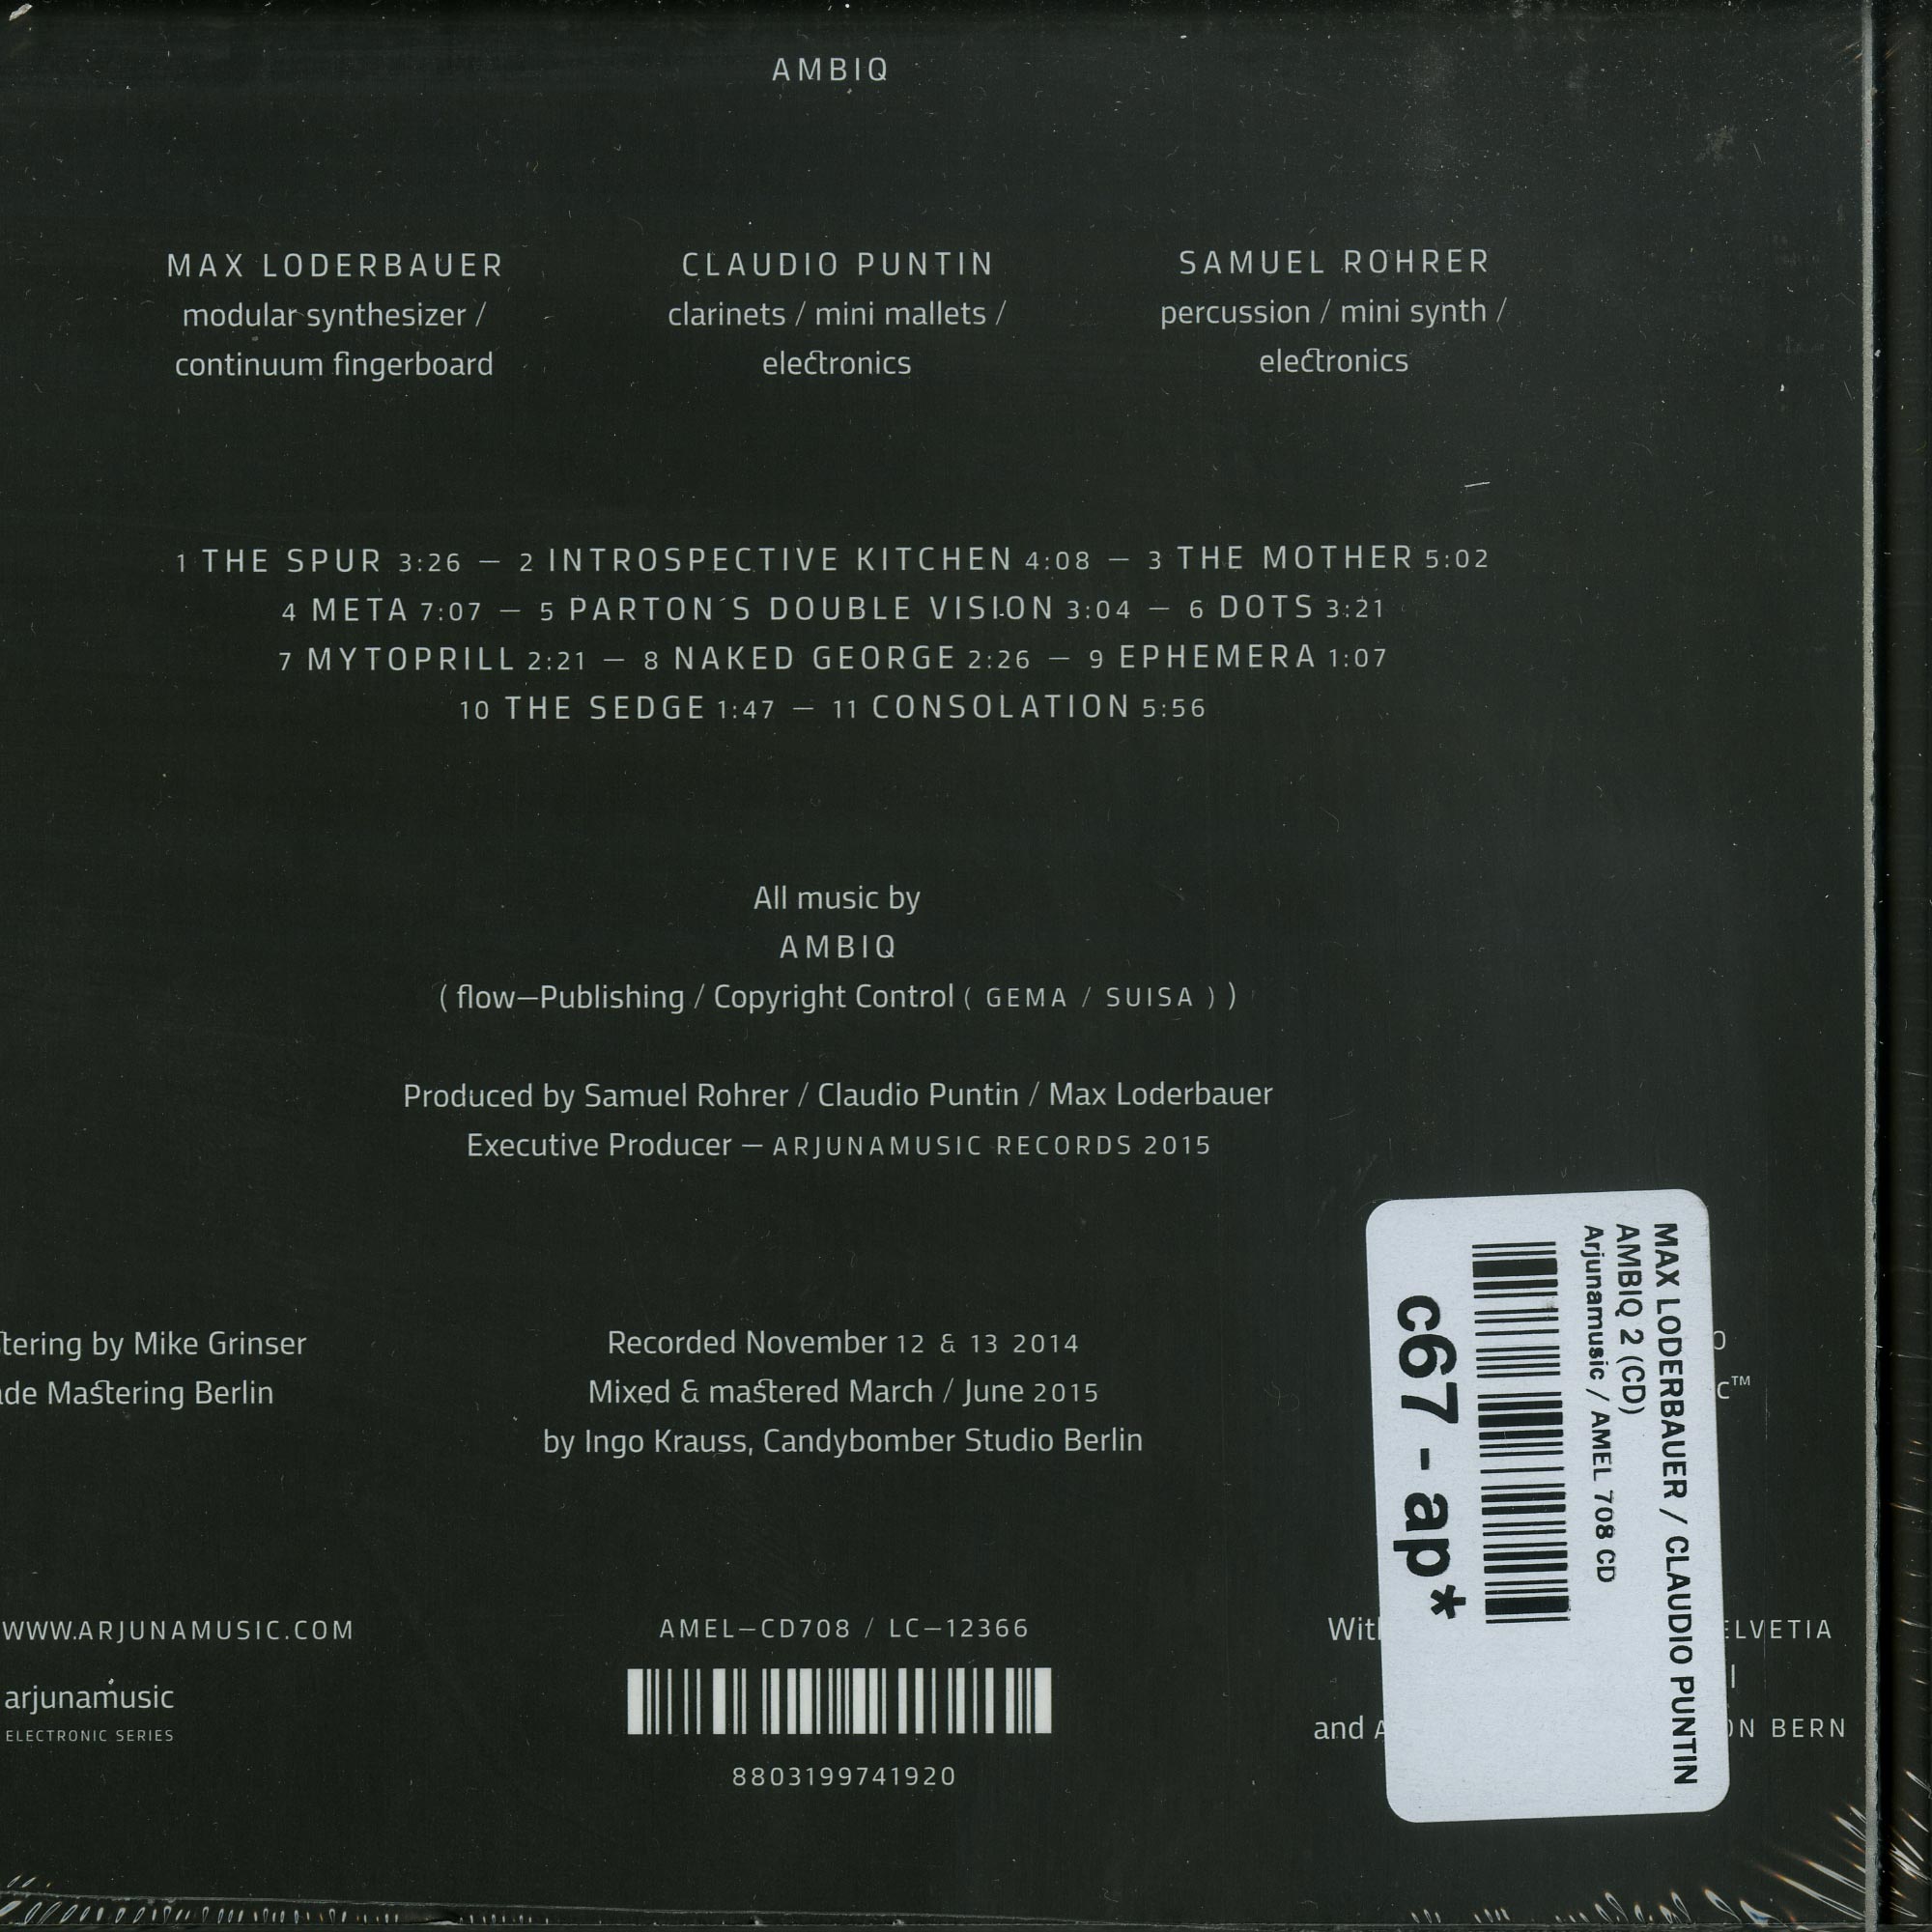 AMBIQ
MAX LODERBAUER
modular synthesizer /
continuum fingerboard
CLAUDIO PUNTIN
clarinets / mini mallets /
electronics
SAMUEL ROHRER
percussion / mini synth /
electronics
1 THE SPUR 3:26 — 2 INTROSPECTIVE KITCHEN 4:08 — 3 THE MOTHER 5:02
4 META 7:07 — 5 PARTON´S DOUBLE VISION 3:04 — 6 DOTS 3:21
7 MYTOPRILL 2:21 — 8 NAKED GEORGE 2:26 — 9 EPHEMERA 1:07
10 THE SEDGE 1:47 — 11 CONSOLATION 5:56
All music by
AMBIQ
( flow—Publishing / Copyright Control ( GEMA / SUISA ) )
Produced by Samuel Rohrer / Claudio Puntin / Max Loderbauer
Executive Producer — ARJUNAMUSIC RECORDS 2015
by Mike Grinser
Mastering Berlin
Recorded November 12 & 13 2014
Mixed & mastered March / June 2015
by Ingo Krauss, Candybomber Studio Berlin
WWW.ARJUNAMUSIC.COM
arjunamusic
ELECTRONIC SERIES
AMEL—CD708 / LC—12366
8803199741920
and
BERN
MAX LODERBAUER / CLAUDIO PUNTIN
AMBIQ 2 (CD)
Arjunamusic / AMEL 708 CD
c67 - ap*